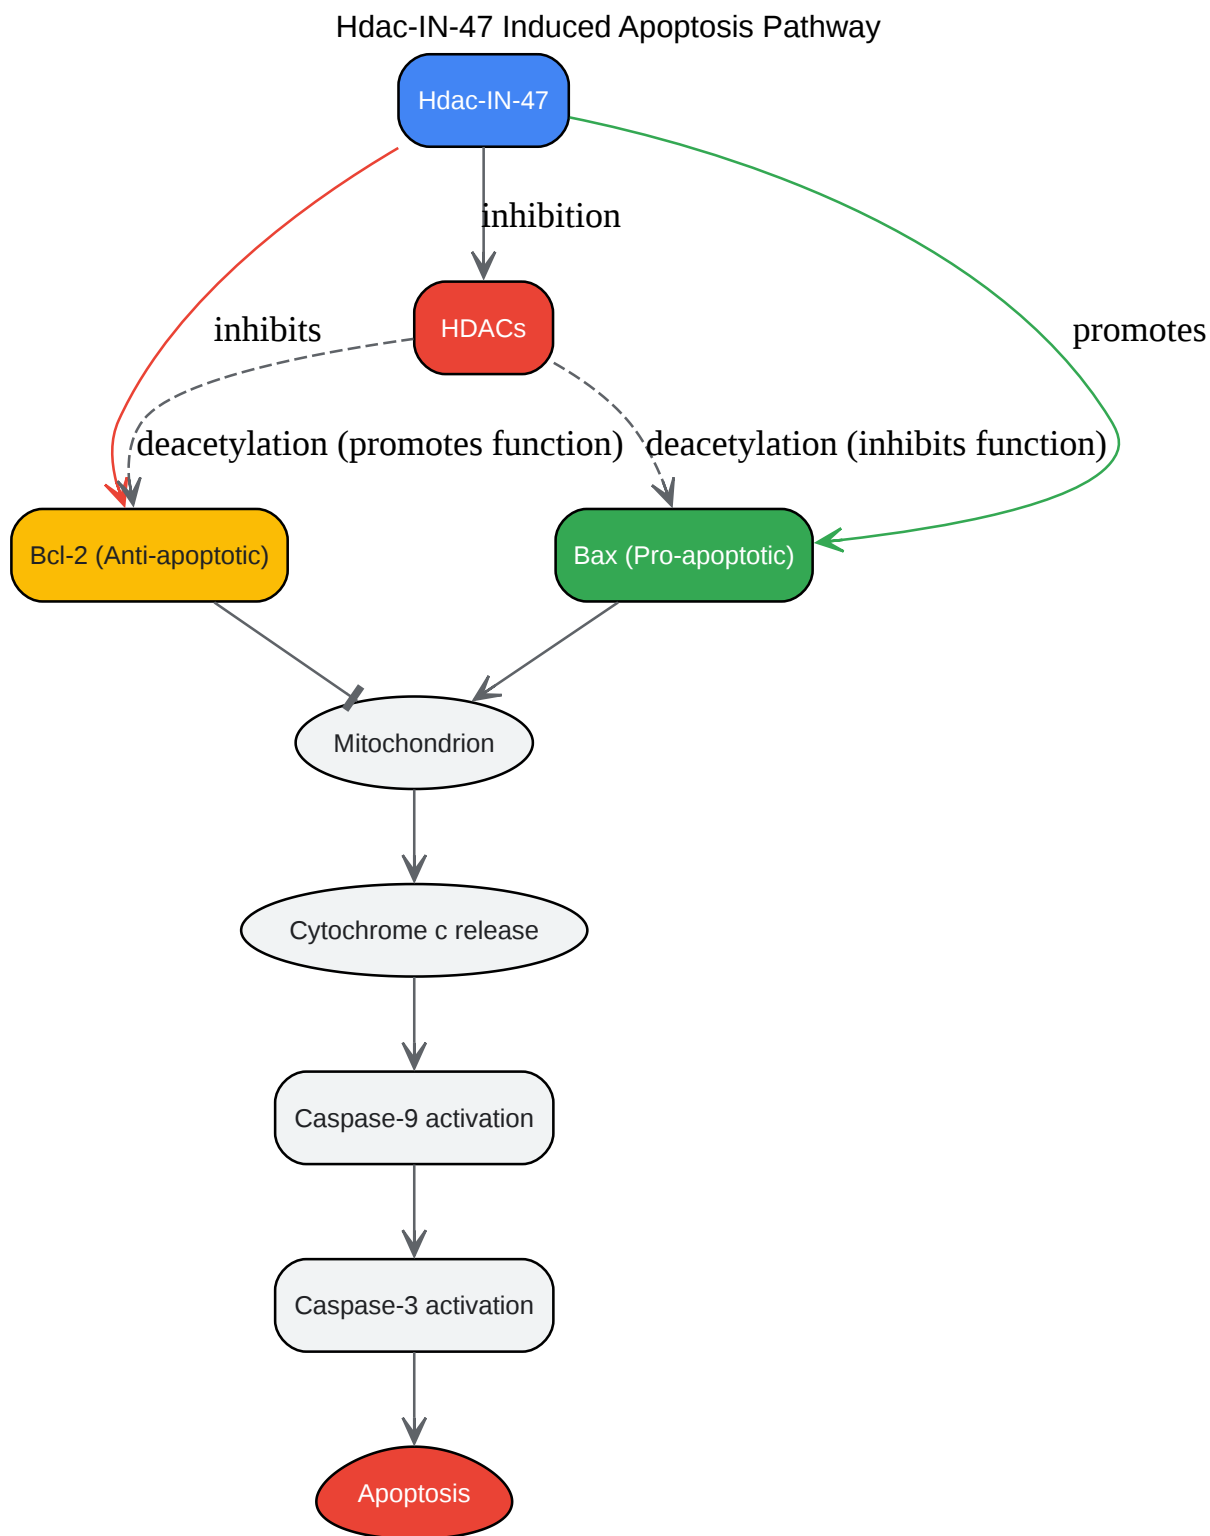 Hdac-IN-47 Induced Apoptosis Pathway
Hdac-IN-47
inhibition
inhibits
HDACs
promotes
deacetylation (promotes function)
deacetylation (inhibits function)
Bcl-2 (Anti-apoptotic)
Bax (Pro-apoptotic)
Mitochondrion
Cytochrome c release
Caspase-9 activation
Caspase-3 activation
Apoptosis